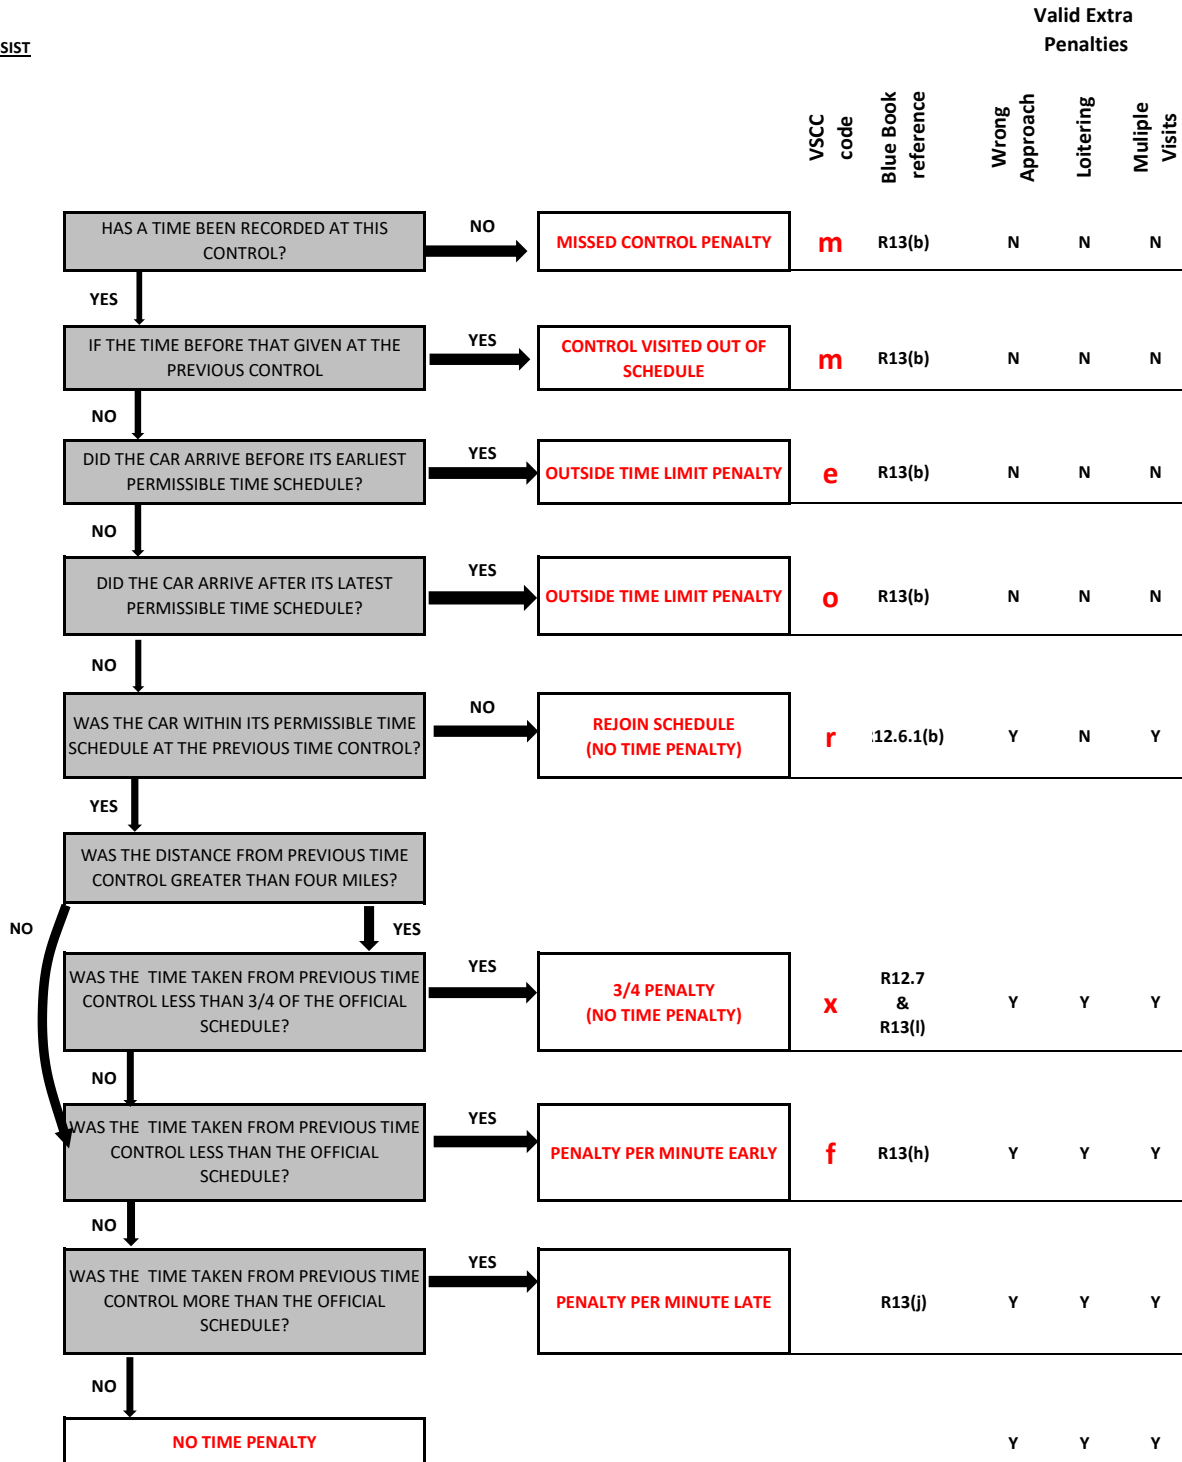 Valid Extra
Penalties
SIST
VSCC
code
Blue Book
reference
Wrong
Approach
Loitering
Muliple
Visits
HAS A TIME BEEN RECORDED AT THIS
CONTROL?
NO
MISSED CONTROL PENALTY
m
R13(b)
N
N
N
YES
IF THE TIME BEFORE THAT GIVEN AT THE
PREVIOUS CONTROL
YES
CONTROL VISITED OUT OF
SCHEDULE
m
R13(b)
N
N
N
NO
DID THE CAR ARRIVE BEFORE ITS EARLIEST
PERMISSIBLE TIME SCHEDULE?
YES
OUTSIDE TIME LIMIT PENALTY
e
R13(b)
N
N
N
NO
DID THE CAR ARRIVE AFTER ITS LATEST
PERMISSIBLE TIME SCHEDULE?
YES
OUTSIDE TIME LIMIT PENALTY
o
R13(b)
N
N
N
NO
WAS THE CAR WITHIN ITS PERMISSIBLE TIME
SCHEDULE AT THE PREVIOUS TIME CONTROL?
NO
REJOIN SCHEDULE
(NO TIME PENALTY)
r
12.6.1(b)
Y
N
Y
YES
WAS THE DISTANCE FROM PREVIOUS TIME
CONTROL GREATER THAN FOUR MILES?
NO
YES
WAS THE TIME TAKEN FROM PREVIOUS TIME
CONTROL LESS THAN 3/4 OF THE OFFICIAL
SCHEDULE?
YES
3/4 PENALTY
(NO TIME PENALTY)
x
R12.7
&
R13(l)
Y
Y
Y
NO
WAS THE TIME TAKEN FROM PREVIOUS TIME
CONTROL LESS THAN THE OFFICIAL
SCHEDULE?
YES
PENALTY PER MINUTE EARLY
f
R13(h)
Y
Y
Y
NO
WAS THE TIME TAKEN FROM PREVIOUS TIME
CONTROL MORE THAN THE OFFICIAL
SCHEDULE?
YES
PENALTY PER MINUTE LATE
R13(j)
Y
Y
Y
NO
NO TIME PENALTY
Y
Y
Y